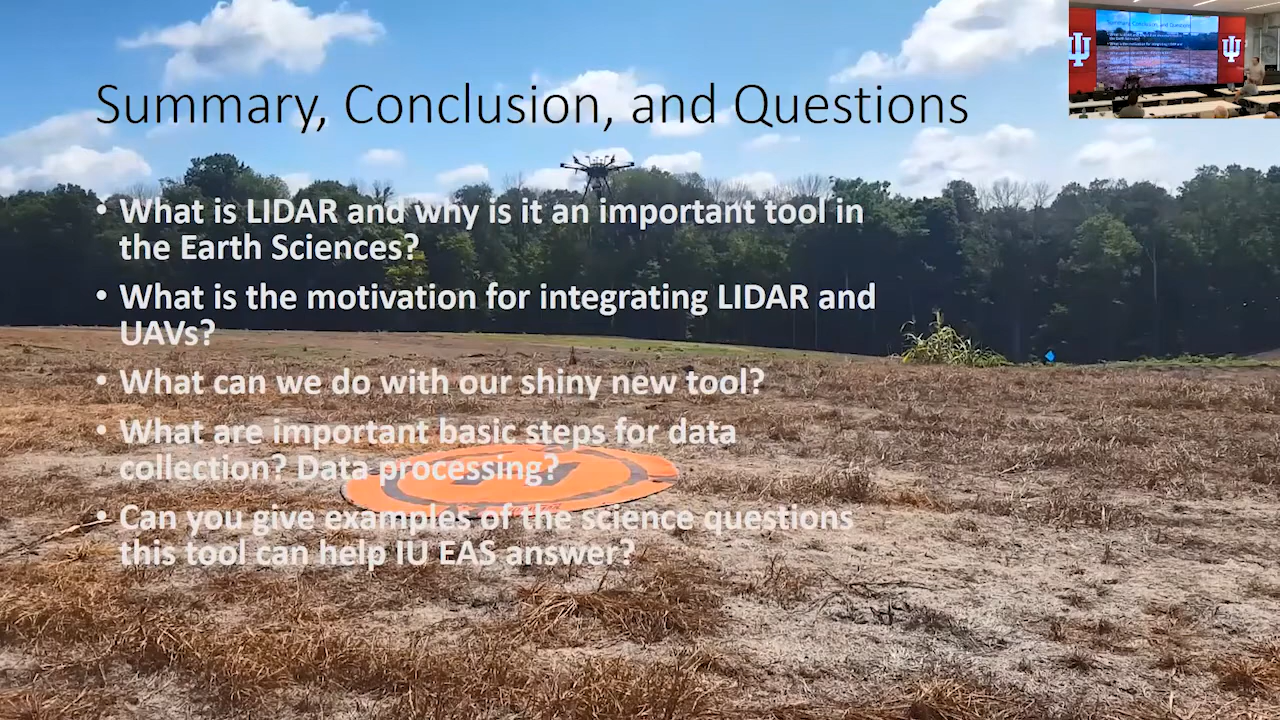 Summary, Conclusion, and Questions
• What is LIDAR and why is it an important tool in
the Earth Sciences?
• What is the motivation for integrating LIDAR and
UAVs?
• What can we do with our shiny new tool?
• What are important basic steps for data
collection? Data processing?
• Can you give examples of the science questions
this tool can help IU EAS answer?